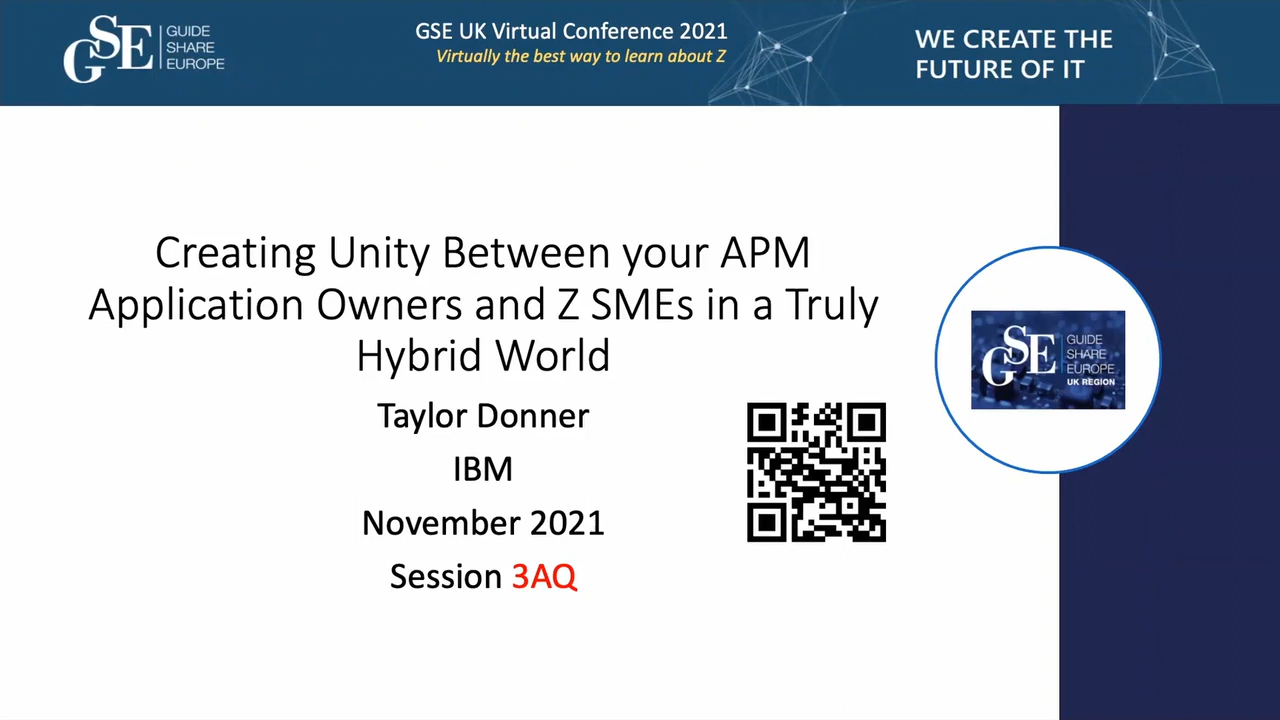 GSE
GUIDE
SHARE
EUROPE
GSE UK Virtual Conference 2021
Virtually the best way to learn about Z
WE CREATE THE
FUTURE OF IT
Creating Unity Between your APM
Application Owners and Z SMEs in a Truly
Hybrid World
Taylor Donner
IBM
November 2021
Session 3AQ
GSE
GUIDE
SHARE
EUROPE
UK REGION